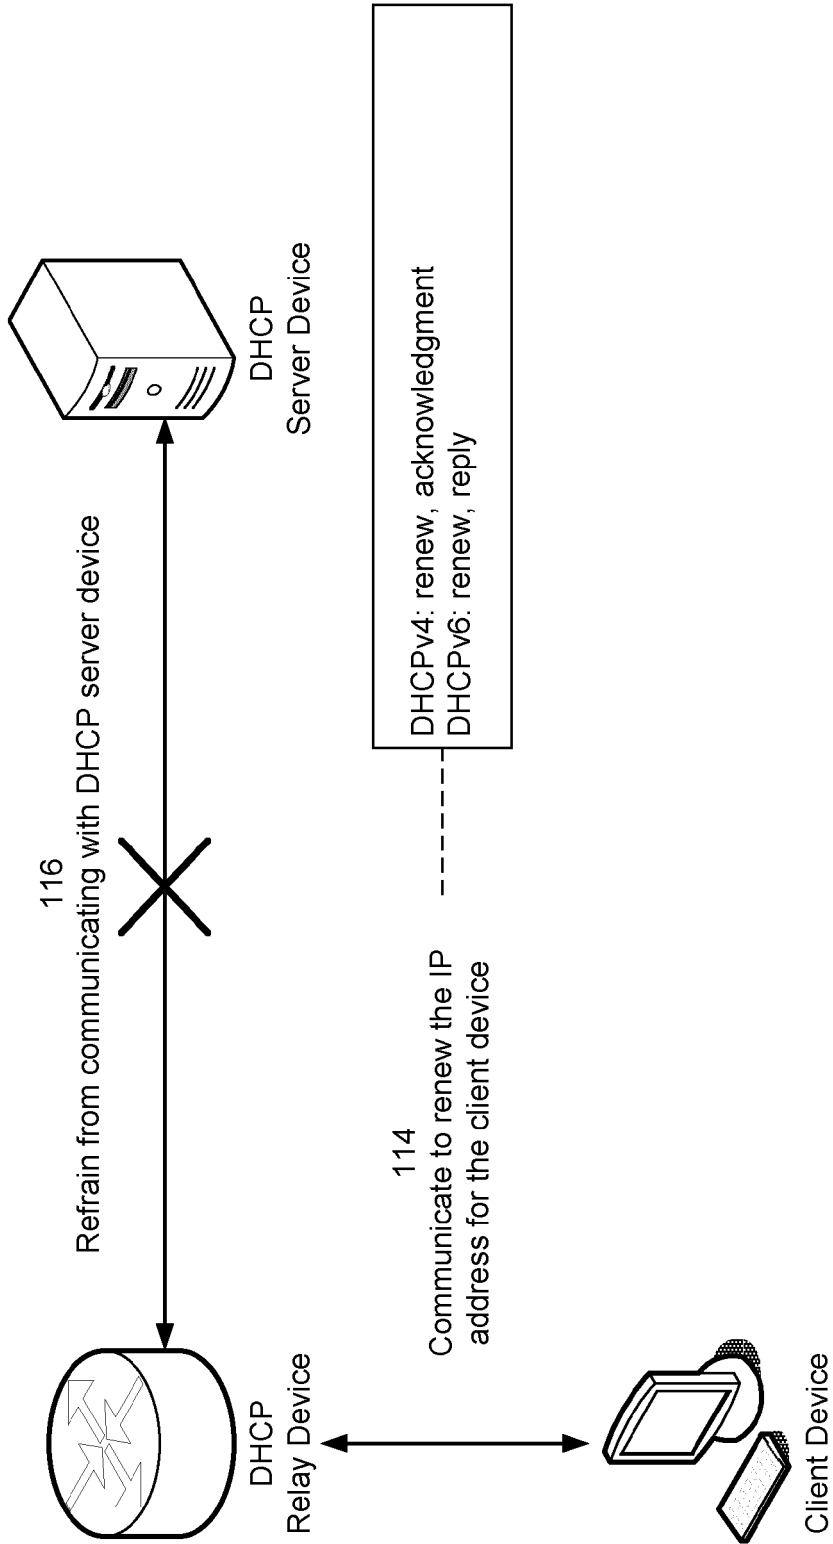 116
Refrain from communicating with DHCP server device
DHCP
Relay Device
DHCP
Server Device
114
Communicate to renew the IP
address for the client device
DHCPv4: renew, acknowledgment
DHCPv6: renew, reply
Client Device